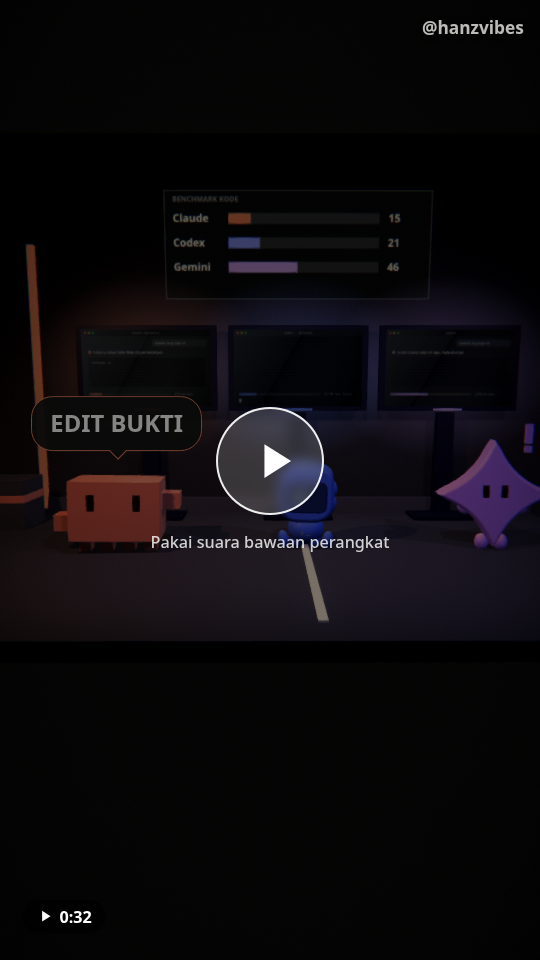 @hanzvibes
BENCHMARK KODE
Claude 15
Codex 21
Gemini 46
EDIT BUKTI
Pakai suara bawaan perangkat
0:32